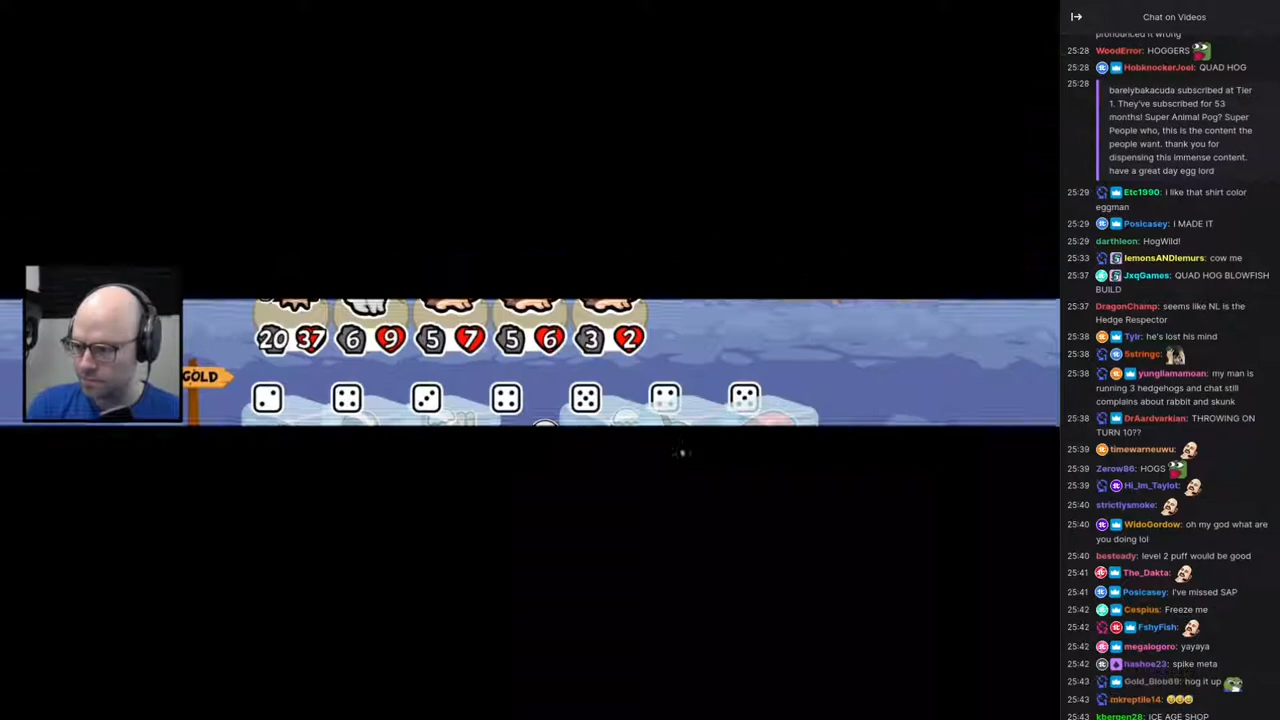 Chat on Videos
pronounced it wrong
25:28 WoodError: HOGGERS
25:28 HobknockerJoel: QUAD HOG
25:28 barelybakacuda subscribed at Tier
1. They've subscribed for 53
months! Super Animal Pog? Super
People who, this is the content the
people want. thank you for
dispensing this immense content.
have a great day egg lord
25:29 Etc1990: i like that shirt color
eggman
25:29 Posicasey: I MADE IT
25:29 darthleon: HogWild!
25:33 lemonsANDlemurs: cow me
25:37 JxqGames: QUAD HOG BLOWFISH
BUILD
25:37 DragonChamp: seems like NL is the
Hedge Respector
25:38 Tylr: he's lost his mind
25:38 5stringc:
25:38 yungllamamoan: my man is
running 3 hedgehogs and chat still
complains about rabbit and skunk
25:38 DrAardvarkian: THROWING ON
TURN 10??
25:39 timewarneuwu:
25:39 Zerow86: HOGS
25:39 Hi_Im_Taylot:
25:40 strictlysmoke:
25:40 WidoGordow: oh my god what are
you doing lol
25:40 besteady: level 2 puff would be good
25:41 The_Dakta:
25:41 Posicasey: I've missed SAP
25:42 Cespius: Freeze me
25:42 FshyFish:
25:42 megalogoro: yayaya
25:42 hashoe23: spike meta
25:43 Gold_Blob69: hog it up
25:43 mkreptile14:
25:43 kbergen28: ICE AGE SHOP
20 37 6 9 5 7 5 6 3 2
GOLD